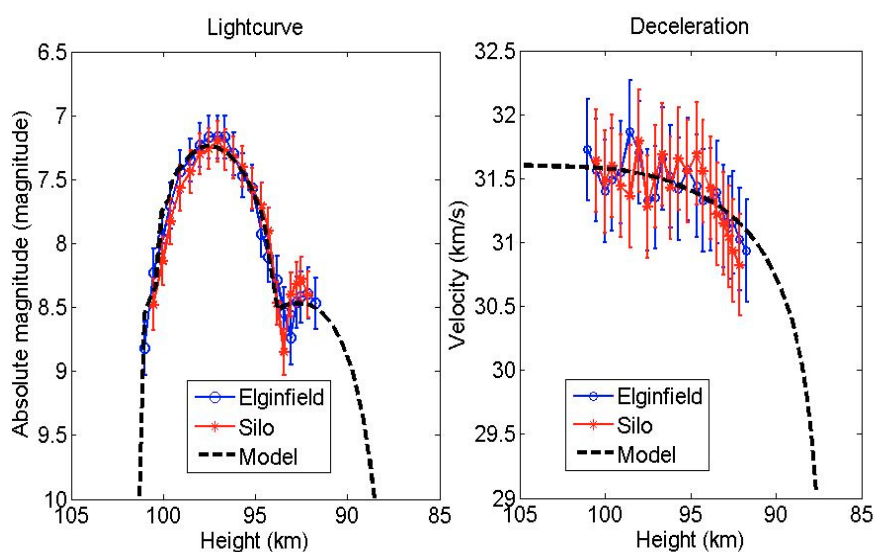 Lightcurve
6.5
7
7.5
8
8.5
9
9.5
10
Absolute magnitude (magnitude)
Elginfield
Silo
Model
105
100
95
90
85
Height (km)
Deceleration
32.5
32
31.5
31
30.5
30
29.5
29
Velocity (km/s)
Elginfield
Silo
Model
105
100
95
90
85
Height (km)